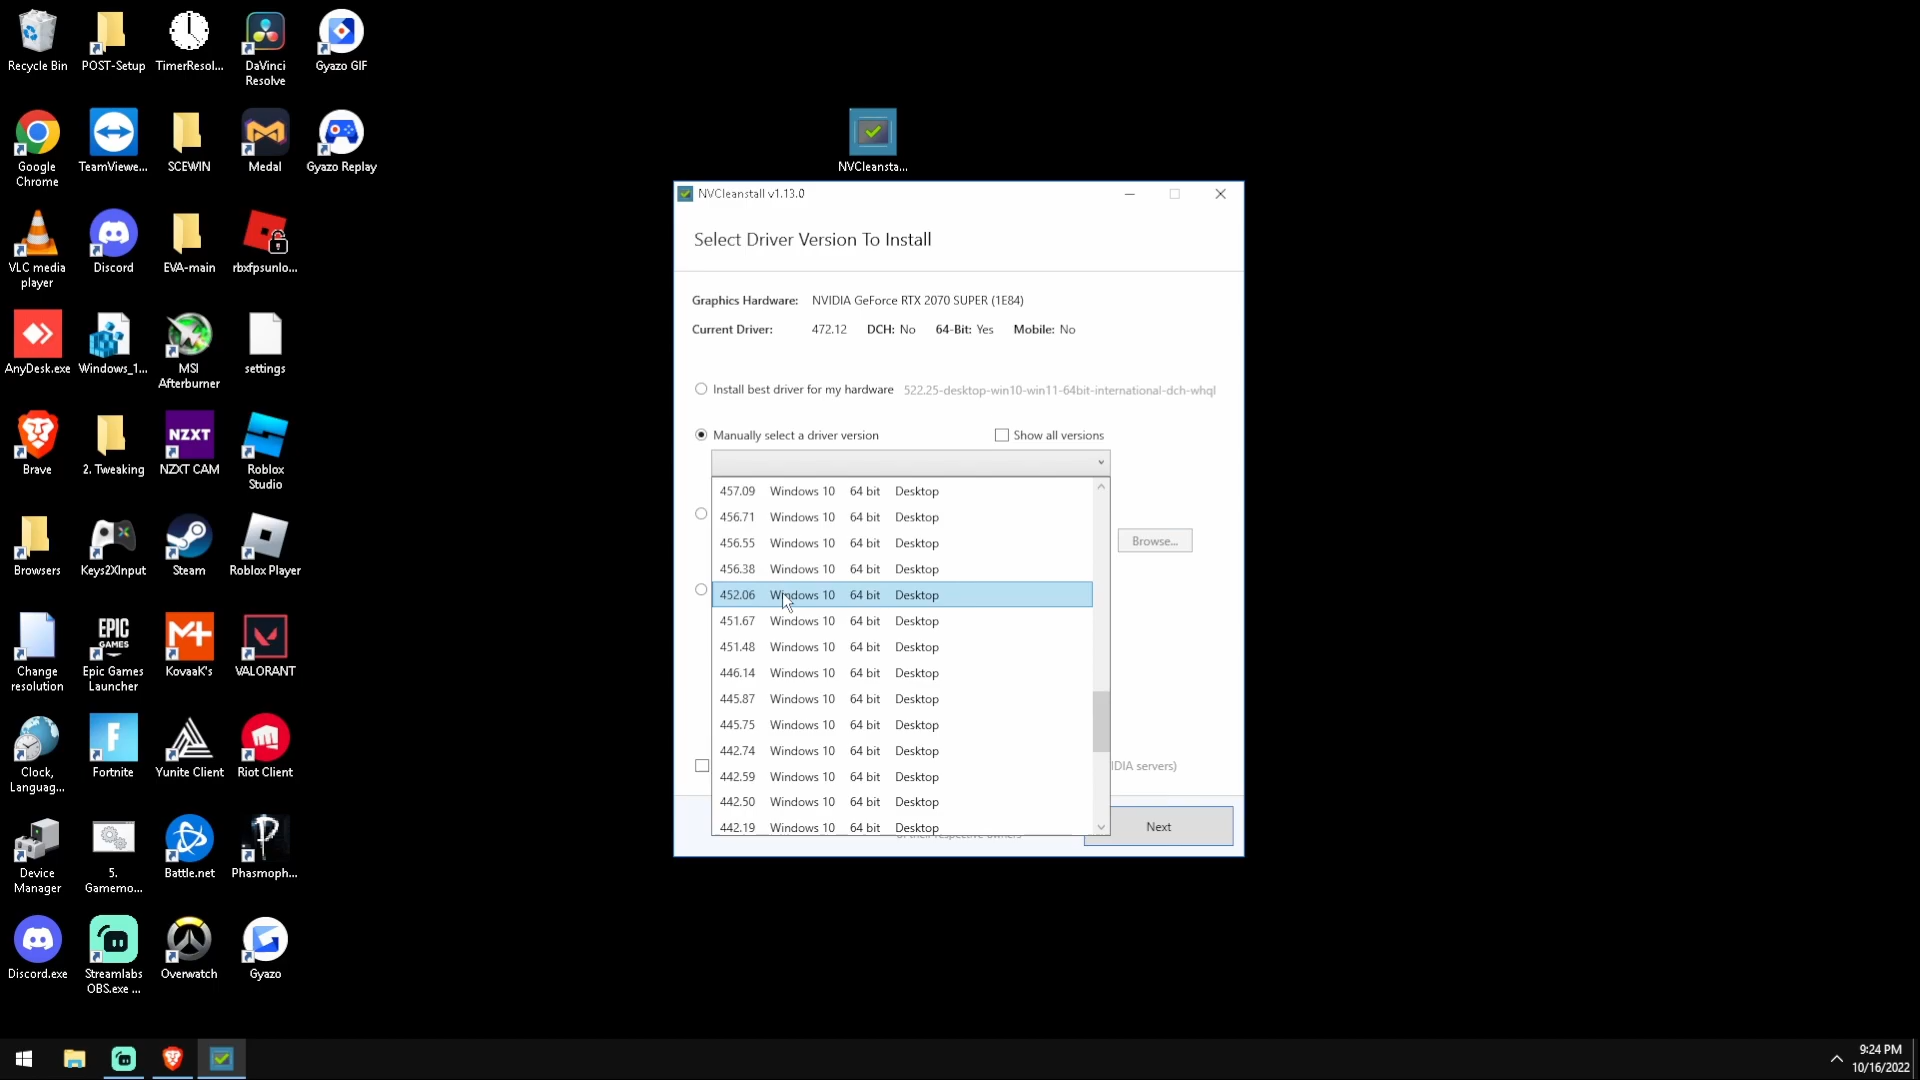 Recycle Bin
POST-Setup
TimerResol...
DaVinci
Resolve
Gyazo GIF
Google
Chrome
TeamViewe...
SCEWIN
Medal
Gyazo Replay
VLC media
player
Discord
EVA-main
rbxfpsunlo...
AnyDesk.exe
Windows_1...
MSI
Afterburner
settings
Brave
2. Tweaking
NZXT
NZXT CAM
Roblox
Studio
Browsers
Keys2XInput
Steam
Roblox Player
Change
resolution
EPIC
GAMES
Epic Games
Launcher
KovaaK's
VALORANT
Clock,
Languag...
Fortnite
Yunite Client
Riot Client
Device
Manager
5.
Gamemo...
Battle.net
Phasmoph...
Discord.exe
Streamlabs
OBS.exe ...
Overwatch
Gyazo
NVCleansta...
NVCleanstall v1.13.0
Select Driver Version To Install
Graphics Hardware: NVIDIA GeForce RTX 2070 SUPER (1E84)
Current Driver: 472.12 DCH: No 64-Bit: Yes Mobile: No
Install best driver for my hardware 522.25-desktop-win10-win11-64bit-international-dch-whql
Manually select a driver version Show all versions
457.09 Windows 10 64 bit Desktop
456.71 Windows 10 64 bit Desktop
456.55 Windows 10 64 bit Desktop
Browse...
456.38 Windows 10 64 bit Desktop
452.06 Windows 10 64 bit Desktop
451.67 Windows 10 64 bit Desktop
451.48 Windows 10 64 bit Desktop
446.14 Windows 10 64 bit Desktop
445.87 Windows 10 64 bit Desktop
445.75 Windows 10 64 bit Desktop
442.74 Windows 10 64 bit Desktop
IDIA servers)
442.59 Windows 10 64 bit Desktop
442.50 Windows 10 64 bit Desktop
442.19 Windows 10 64 bit Desktop
Next
9:24 PM
10/16/2022